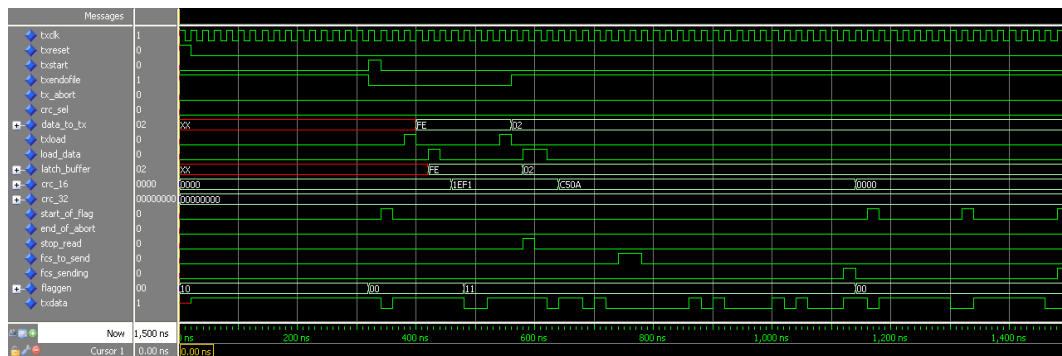 Messages
txclk 1
txreset 0
txstart 0
txendofile 1
tx_abort 0
crc_sel 0
data_to_tx 02 XX FE 02
txload 0
load_data 0
latch_buffer 02 XX FE 02
crc_16 0000 0000 1EF1 C50A 0000
crc_32 00000000 00000000
start_of_flag 0
end_of_abort 0
stop_read 0
fcs_to_send 0
fcs_sending 0
flaggen 00 10 00 11 00
txdata 1
Now 1,500 ns ns 200 ns 400 ns 600 ns 800 ns 1,000 ns 1,200 ns 1,400 ns
Cursor 1 0.00 ns 0.00 ns